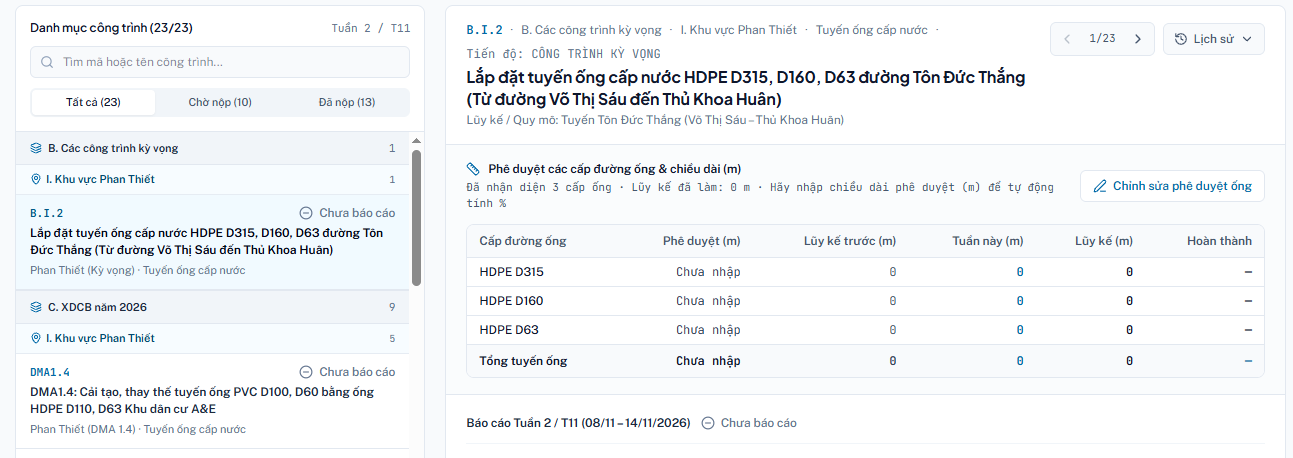 Danh mục công trình (23/23)
Tuần 2 / T11
Tìm mã hoặc tên công trình...
Tất cả (23)
Chờ nộp (10)
Đã nộp (13)
B. Các công trình kỳ vọng
1
I. Khu vực Phan Thiết
1
B.I.2
Chưa báo cáo
Lắp đặt tuyến ống cấp nước HDPE D315, D160, D63 đường Tôn
Đức Thắng (Từ đường Võ Thị Sáu đến Thủ Khoa Huân)
Phan Thiết (Kỳ vọng) · Tuyến ống cấp nước
C. XDCB năm 2026
9
I. Khu vực Phan Thiết
5
DMA1.4
Chưa báo cáo
DMA1.4: Cải tạo, thay thế tuyến ống PVC D100, D60 bằng ống
HDPE D110, D63 Khu dân cư A&E
Phan Thiết (DMA 1.4) · Tuyến ống cấp nước
B.I.2 · B. Các công trình kỳ vọng · I. Khu vực Phan Thiết · Tuyến ống cấp nước ·
Tiến độ: CÔNG TRÌNH KỲ VỌNG
1/23
Lịch sử
Lắp đặt tuyến ống cấp nước HDPE D315, D160, D63 đường Tôn Đức Thắng
(Từ đường Võ Thị Sáu đến Thủ Khoa Huân)
Lũy kế / Quy mô: Tuyến Tôn Đức Thắng (Võ Thị Sáu – Thủ Khoa Huân)
Phê duyệt các cấp đường ống & chiều dài (m)
Đã nhận diện 3 cấp ống · Lũy kế đã làm: 0 m · Hãy nhập chiều dài phê duyệt (m) để tự động
tính %
Chỉnh sửa phê duyệt ống
Cấp đường ống Phê duyệt (m) Lũy kế trước (m) Tuần này (m) Lũy kế (m) Hoàn thành
HDPE D315 Chưa nhập 0 0 0 —
HDPE D160 Chưa nhập 0 0 0 —
HDPE D63 Chưa nhập 0 0 0 —
Tổng tuyến ống Chưa nhập 0 0 0 —
Báo cáo Tuần 2 / T11 (08/11 – 14/11/2026)
Chưa báo cáo